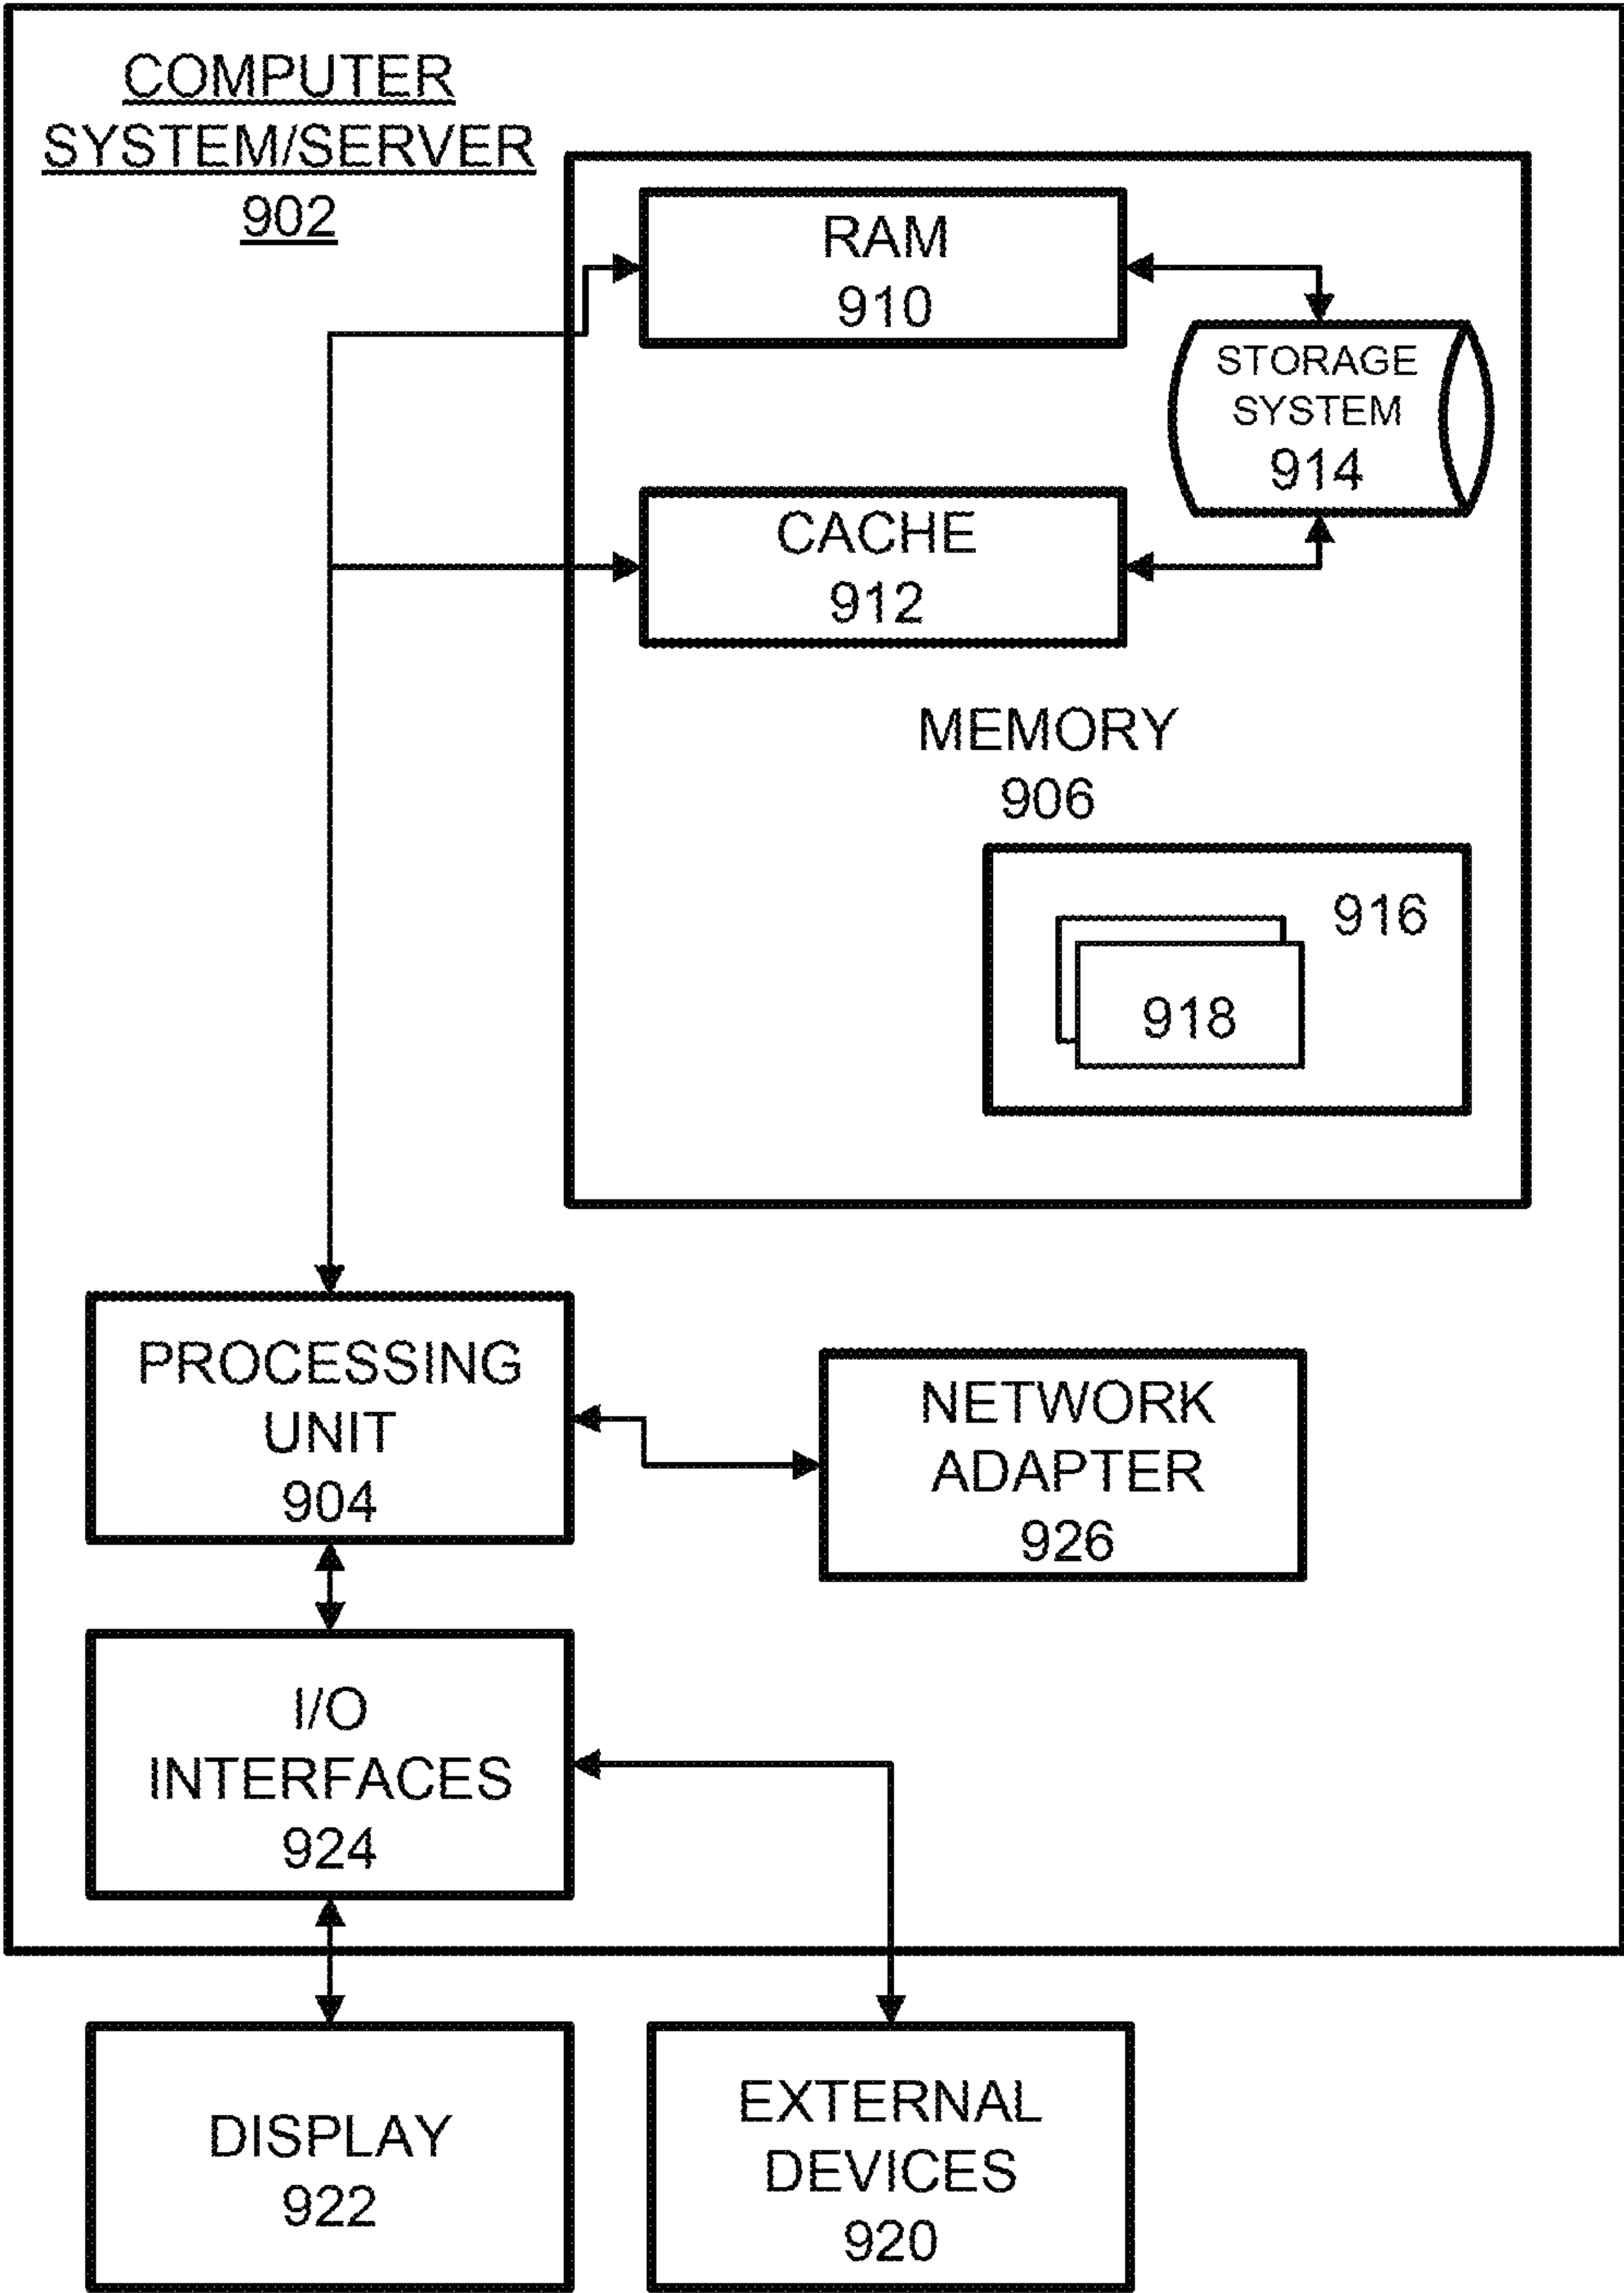 COMPUTER
SYSTEM/SERVER
902
RAM
910
STORAGE
SYSTEM
914
CACHE
912
MEMORY
906
916
918
PROCESSING
UNIT
904
NETWORK
ADAPTER
926
I/O
INTERFACES
924
DISPLAY
922
EXTERNAL
DEVICES
920